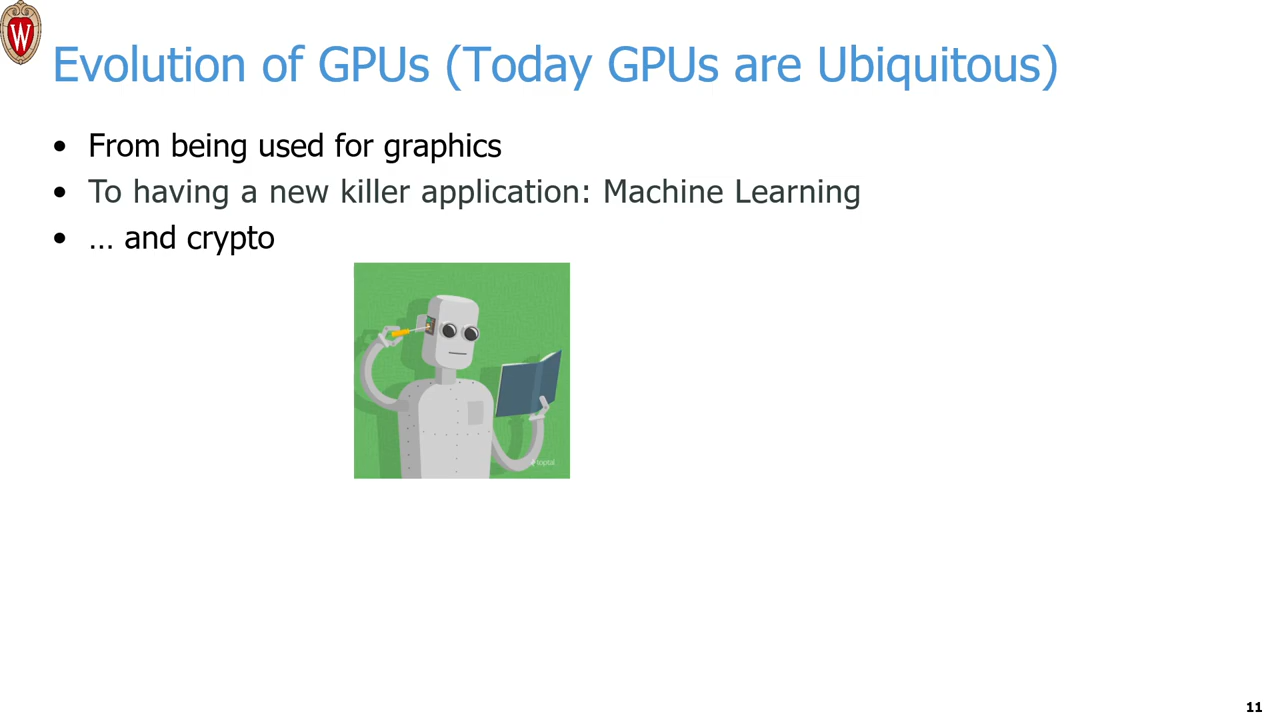 W
Evolution of GPUs (Today GPUs are Ubiquitous)
• From being used for graphics
• To having a new killer application: Machine Learning
• … and crypto
toptal
11